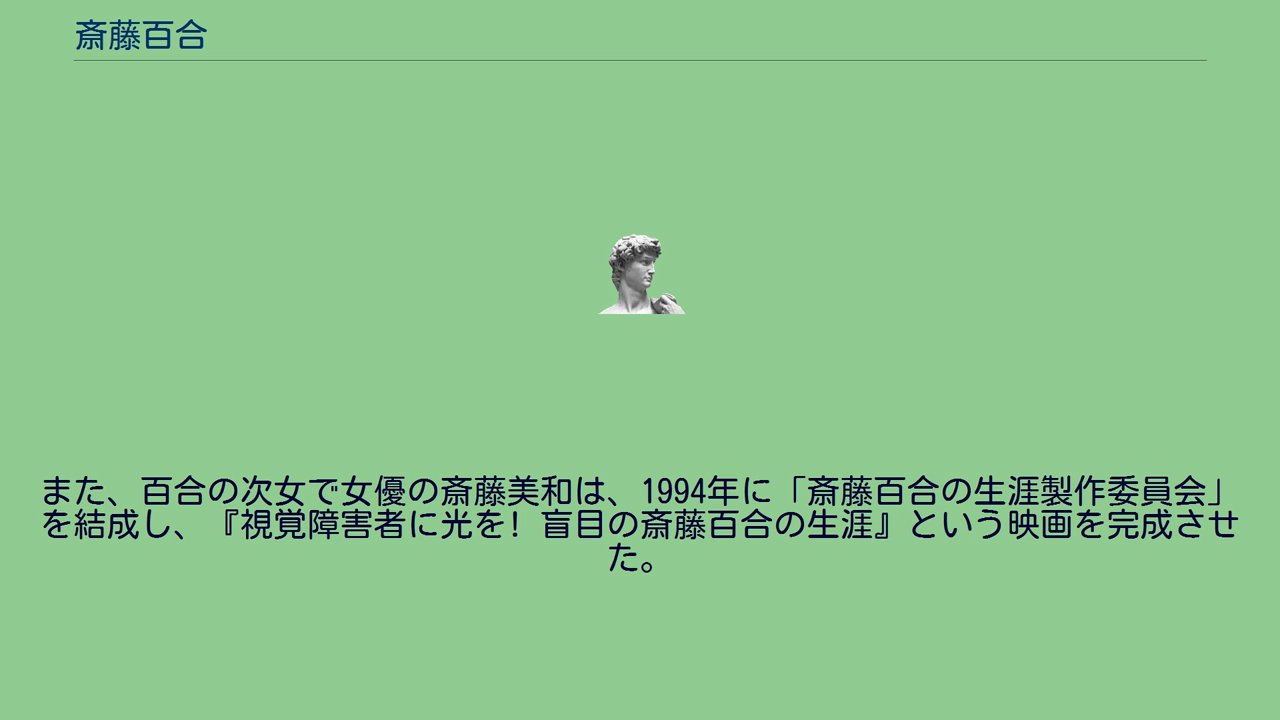 斎藤百合
また、百合の次女で女優の斎藤美和は、1994年に「斎藤百合の生涯製作委員会」
を結成し、『視覚障害者に光を！盲目の斎藤百合の生涯』という映画を完成させ
た。